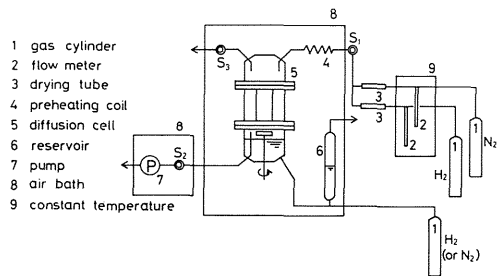 1 gas cylinder
2 flow meter
3 drying tube
4 preheating coil
5 diffusion cell
6 reservoir
7 pump
8 air bath
9 constant temperature
8
S1
S3
4
5
9
3
3
2
2
1
1
N2
H2
8
S2
P
7
6
1
H2
(or N2)